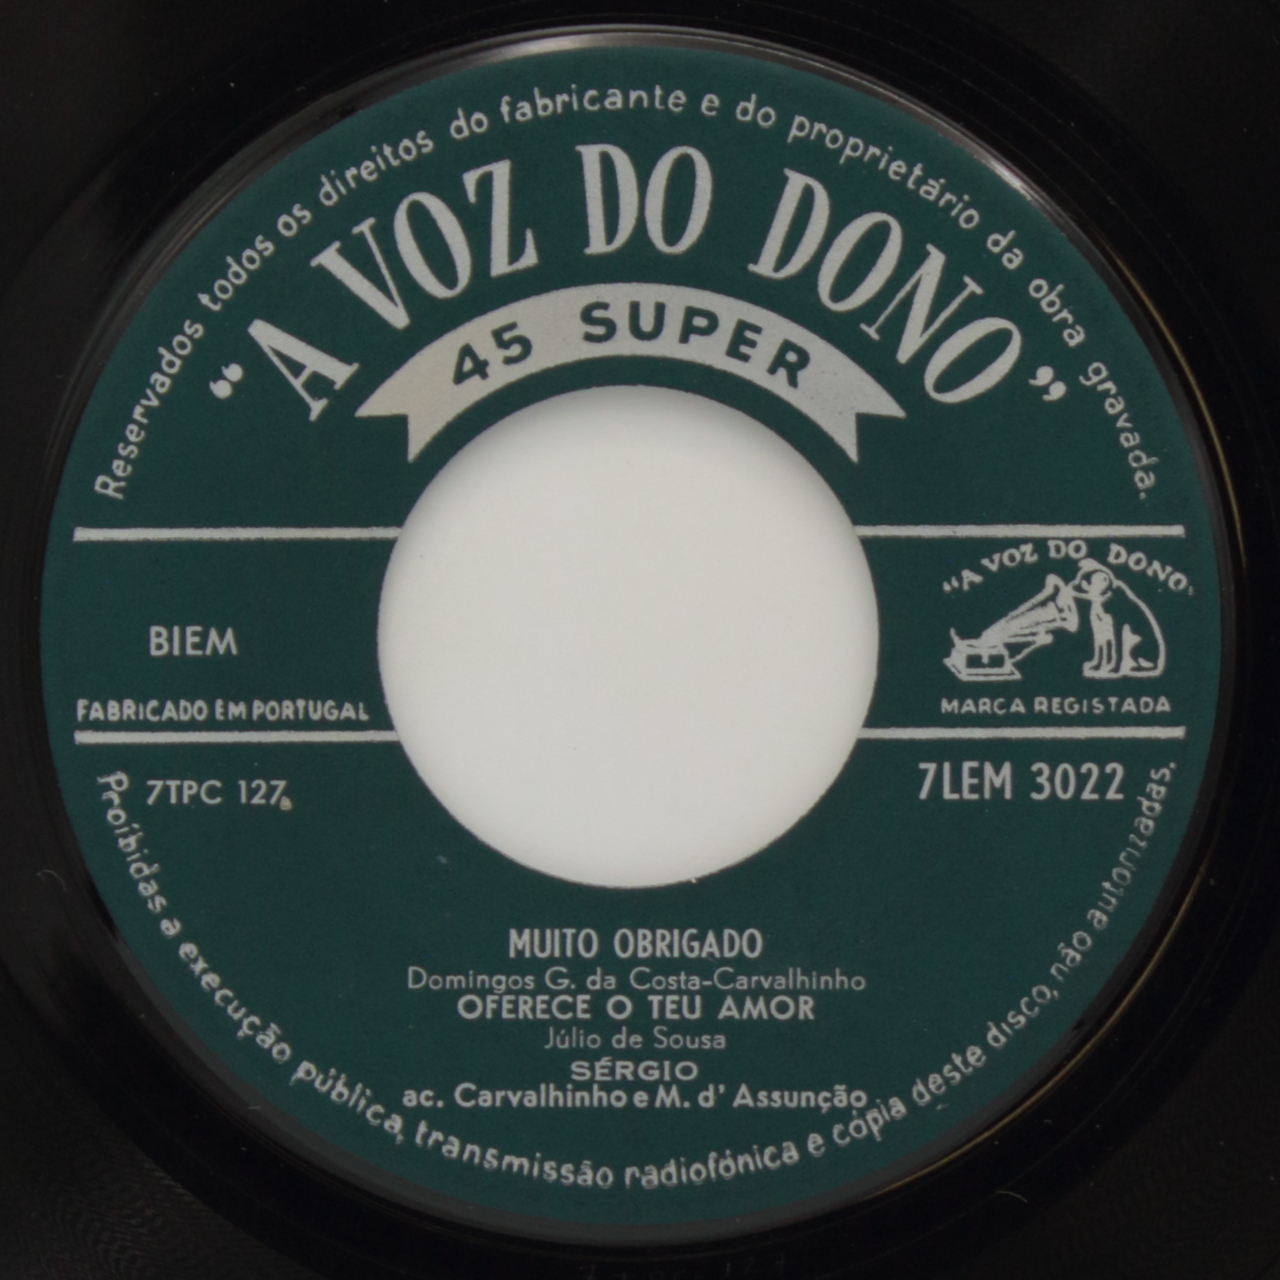 Reservados todos os direitos do fabricante e do proprietário da obra gravada.
"A VOZ DO DONO"
45 SUPER
"A VOZ DO DONO"
BIEM
FABRICADO EM PORTUGAL
MARCA REGISTADA
7TPC 127
7LEM 3022
MUITO OBRIGADO
Domingos G. da Costa-Carvalhinho
OFERECE O TEU AMOR
Júlio de Sousa
SÉRGIO
ac. Carvalhinho e M. d' Assunção
Proíbidas a execução pública, transmissão radiofónica e cópia deste disco, não autorizadas.